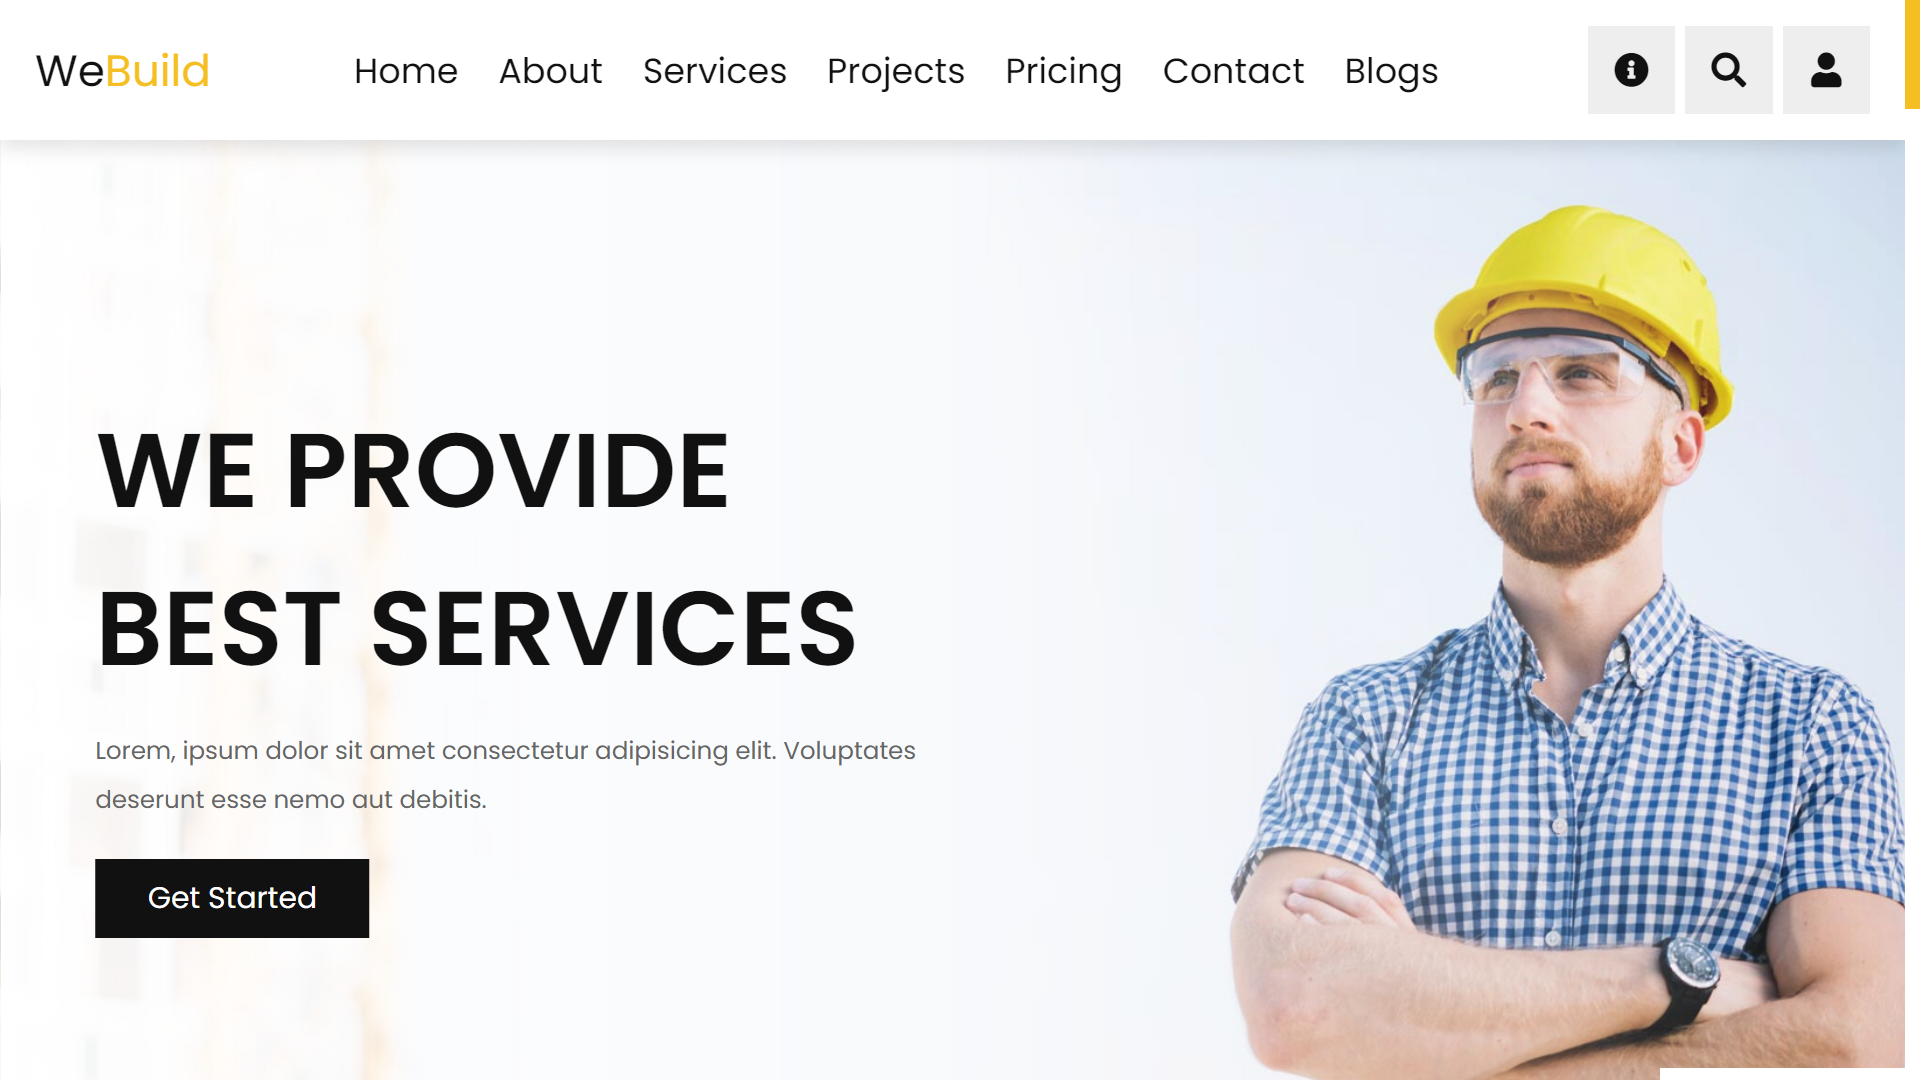 WeBuild
Home About Services Projects Pricing Contact Blogs
WE PROVIDE
BEST SERVICES
Lorem, ipsum dolor sit amet consectetur adipisicing elit. Voluptates
deserunt esse nemo aut debitis.
Get Started